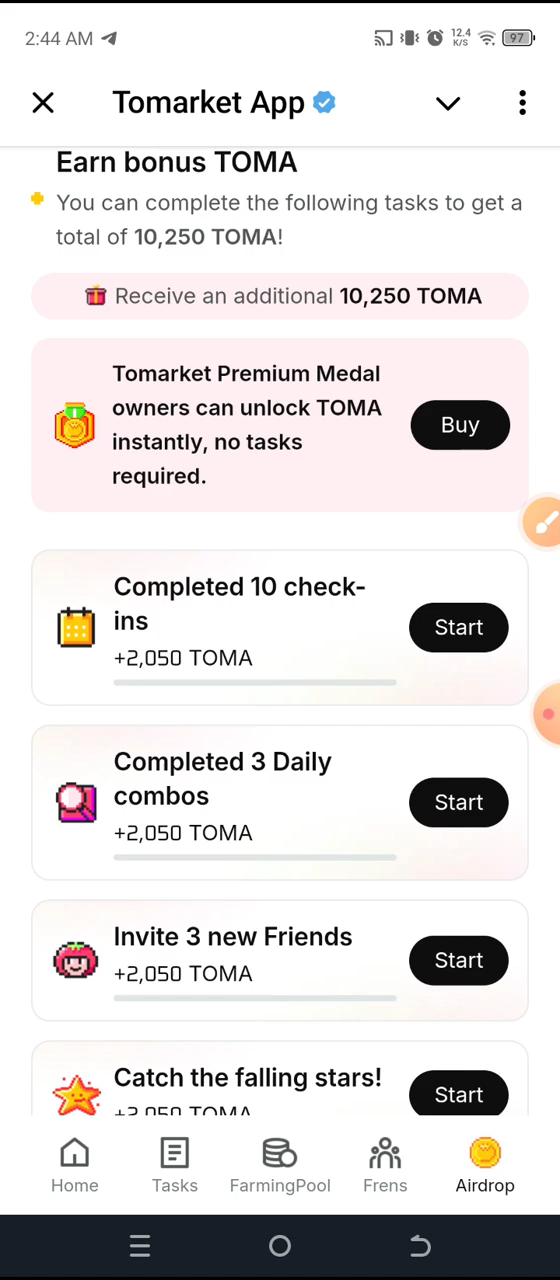 2:44 AM
12.4
K/S
97
Tomarket App
Earn bonus TOMA
You can complete the following tasks to get a
total of 10,250 TOMA!
Receive an additional 10,250 TOMA
Tomarket Premium Medal
owners can unlock TOMA
instantly, no tasks
required.
Buy
Completed 10 check-
ins
+2,050 TOMA
Start
Completed 3 Daily
combos
+2,050 TOMA
Start
Invite 3 new Friends
+2,050 TOMA
Start
Catch the falling stars!
+2,050 TOMA
Start
Home
Tasks
FarmingPool
Frens
Airdrop